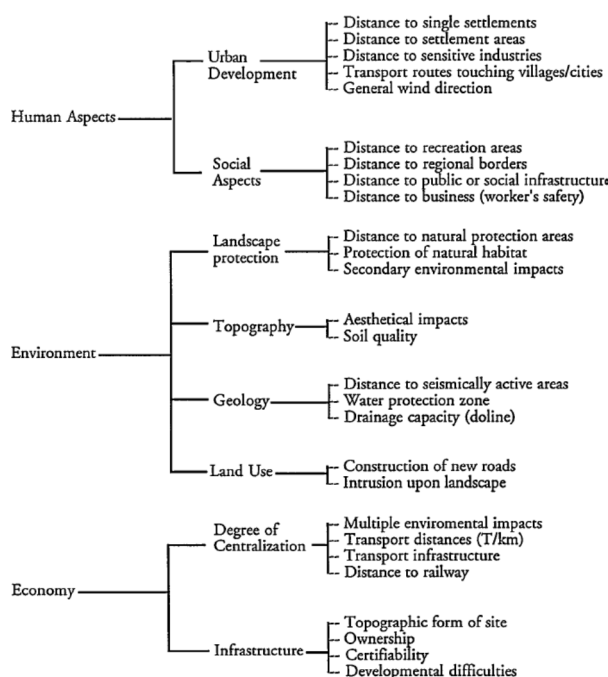 Human Aspects
Urban
Development
Distance to single settlements
Distance to settlement areas
Distance to sensitive industries
Transport routes touching villages/cities
General wind direction
Social
Aspects
Distance to recreation areas
Distance to regional borders
Distance to public or social infrastructure
Distance to business (worker's safety)
Environment
Landscape
protection
Distance to natural protection areas
Protection of natural habitat
Secondary environmental impacts
Topography
Aesthetical impacts
Soil quality
Geology
Distance to seismically active areas
Water protection zone
Drainage capacity (doline)
Land Use
Construction of new roads
Intrusion upon landscape
Economy
Degree of
Centralization
Multiple enviromental impacts
Transport distances (T/km)
Transport infrastructure
Distance to railway
Infrastructure
Topographic form of site
Ownership
Certifiability
Developmental difficulties